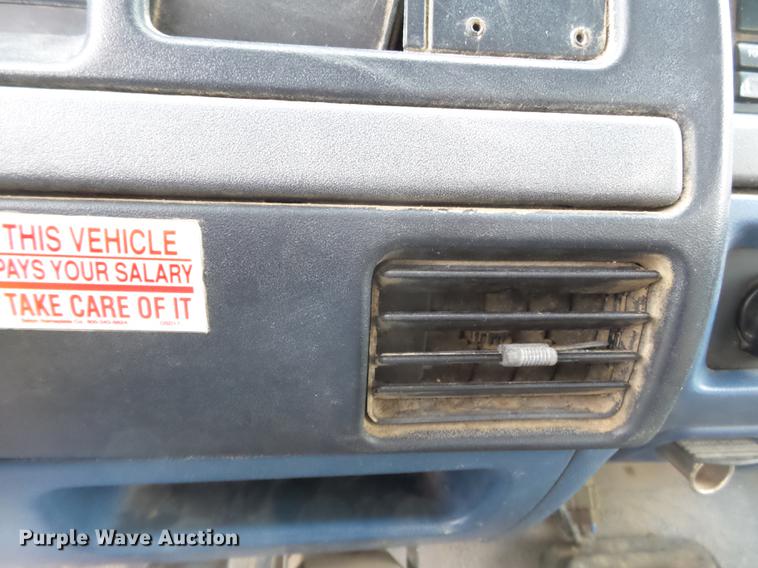 THIS VEHICLE
PAYS YOUR SALARY
TAKE CARE OF IT
Purple Wave Auction